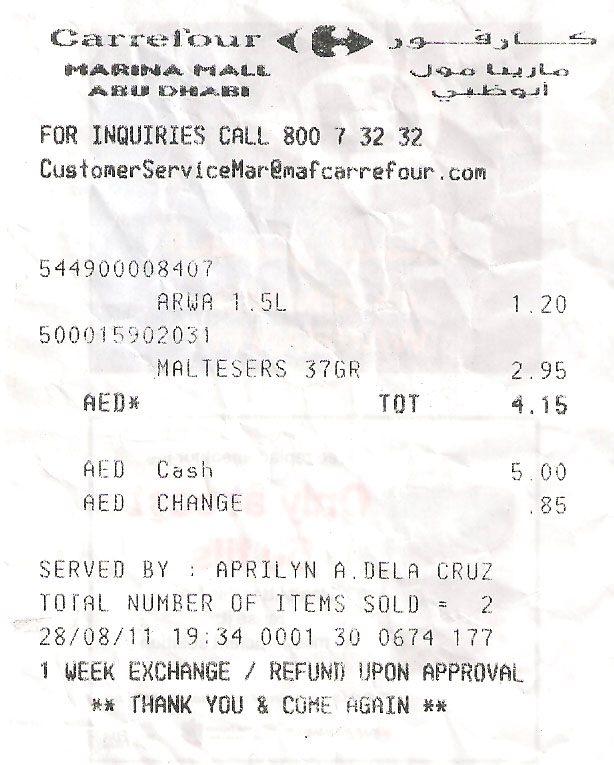 Carrefour كارفور
MARINA MALL مارينا مول
ABU DHABI أبوظبي
FOR INQUIRIES CALL 800 7 32 32
CustomerServiceMar@mafcarrefour.com
544900008407
ARWA 1.5L 1.20
500015902031
MALTESERS 37GR 2.95
AED* TOT 4.15
AED Cash 5.00
AED CHANGE .85
SERVED BY : APRILYN A.DELA CRUZ
TOTAL NUMBER OF ITEMS SOLD = 2
28/08/11 19:34 0001 30 0674 177
1 WEEK EXCHANGE / REFUND UPON APPROVAL
** THANK YOU & COME AGAIN **